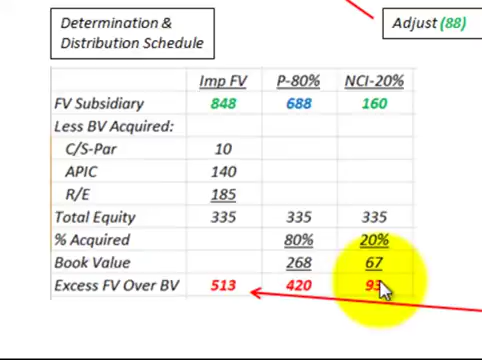 Determination &
Distribution Schedule
Adjust (88)
Imp FV P-80% NCI-20%
FV Subsidiary 848 688 160
Less BV Acquired:
C/S-Par 10
APIC 140
R/E 185
Total Equity 335 335 335
% Acquired 80% 20%
Book Value 268 67
Excess FV Over BV 513 420 93